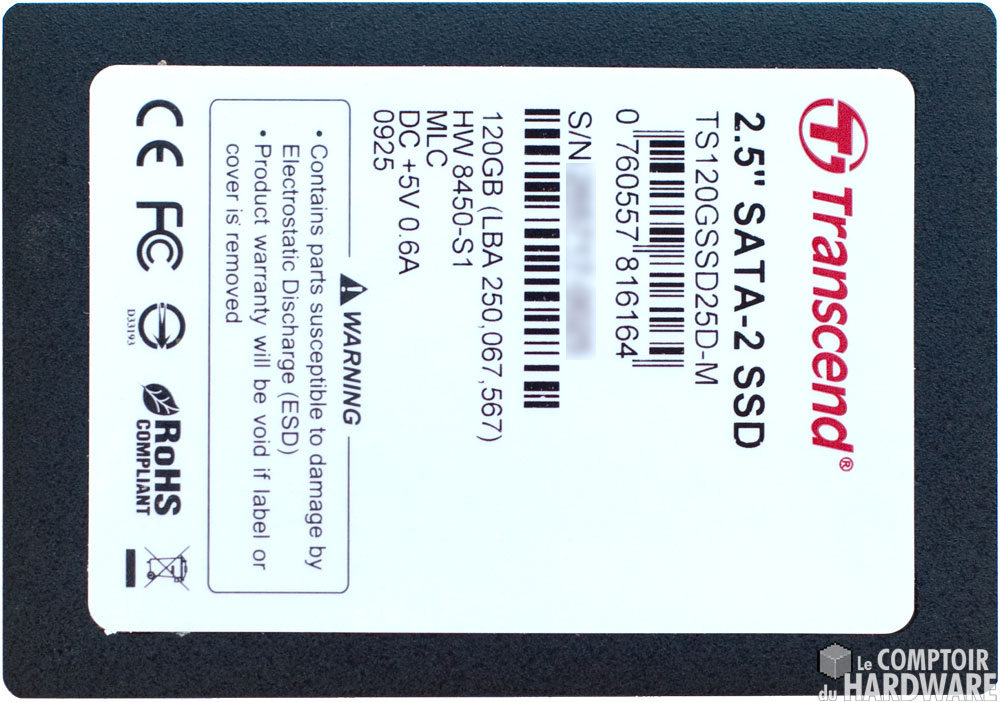 Transcend®
2.5" SATA-2 SSD
TS120GSSD25D-M
0 760557 816164
S/N
120GB (LBA 250,067,567)
HW 8450-S1
MLC
DC +5V 0.6A
0925
WARNING
• Contains parts susceptible to damage by
Electrostatic Discharge (ESD)
• Product warranty will be void if label or
cover is removed
CE FC D33193 RoHS
COMPLIANT
Le COMPTOIR
du HARDWARE